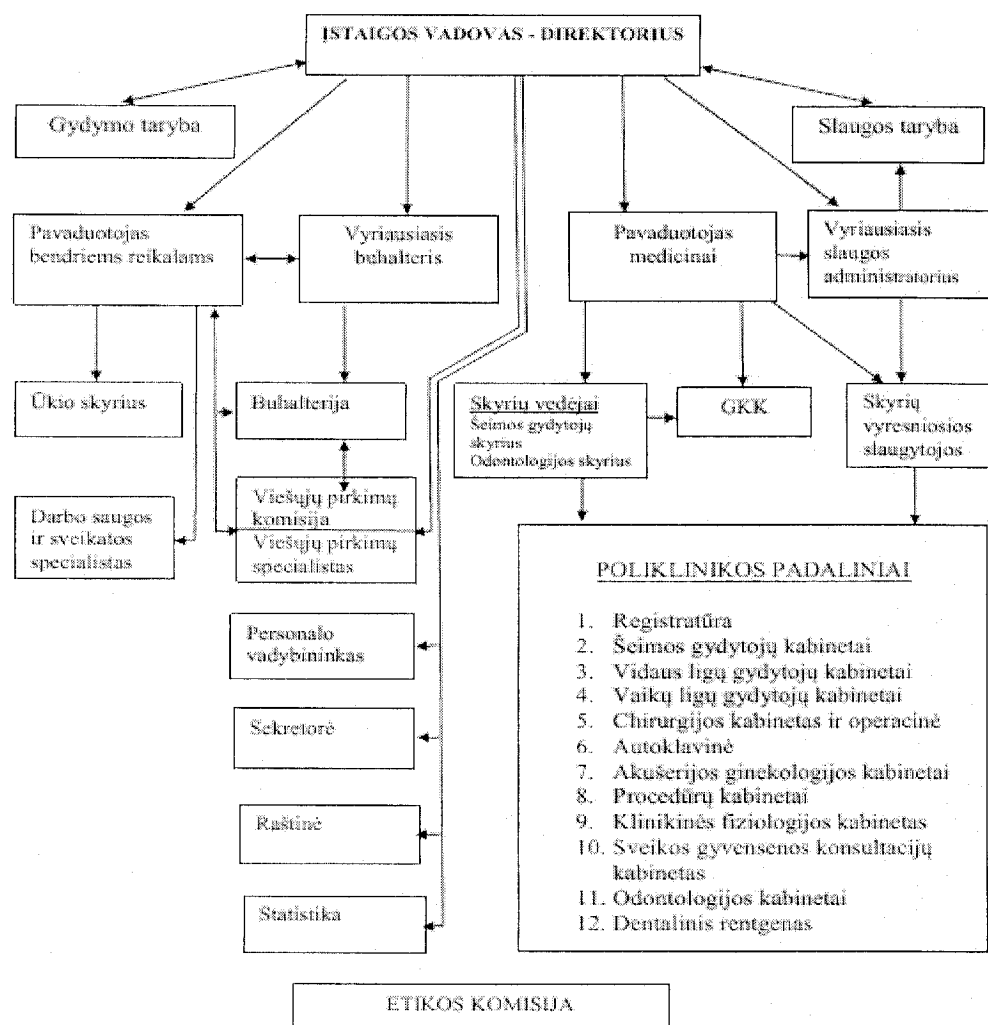 ĮSTAIGOS VADOVAS - DIREKTORIUS
Gydymo taryba
Slaugos taryba
Pavaduotojas
bendriems reikalams
Vyriausiasis
buhalteris
Pavaduotojas
medicinai
Vyriausiasis
slaugos
administratorius
Ūkio skyrius
Buhalterija
Skyrių vedėjai
Šeimos gydytojų
skyrius
Odontologijos skyrius
GKK
Skyrių
vyresniosios
slaugytojos
Darbo saugos
ir sveikatos
specialistas
Viešųjų pirkimų
komisija
Viešųjų pirkimų
specialistas
Personalo
vadybininkas
Sekretorė
Raštinė
Statistika
POLIKLINIKOS PADALINIAI
1. Registratūra
2. Šeimos gydytojų kabinetai
3. Vidaus ligų gydytojų kabinetai
4. Vaikų ligų gydytojų kabinetai
5. Chirurgijos kabinetas ir operacinė
6. Autoklavinė
7. Akušerijos ginekologijos kabinetai
8. Procedūrų kabinetai
9. Klinikinės fiziologijos kabinetas
10. Sveikos gyvensenos konsultacijų
kabinetas
11. Odontologijos kabinetai
12. Dentalinis rentgenas
ETIKOS KOMISIJA